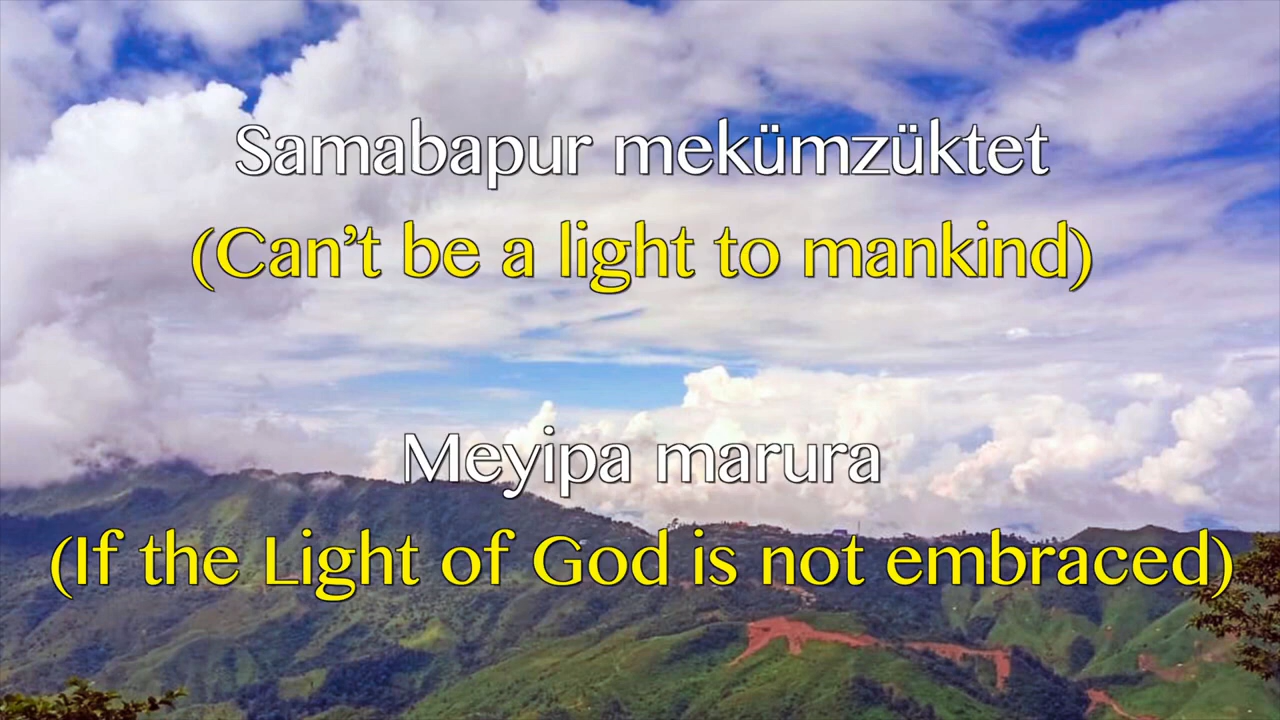 Samabapur mekümzüktet
(Can't be a light to mankind)
Meyipa marura
(If the Light of God is not embraced)